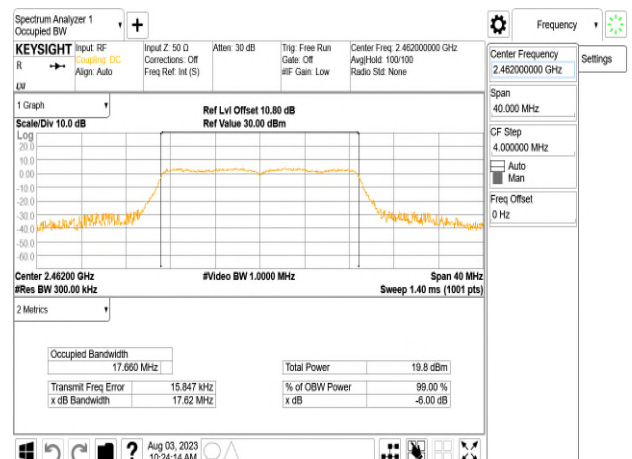 Spectrum Analyzer 1
Occupied BW
Frequency
KEYSIGHT
R
LXI
Input: RF
Coupling: DC
Align: Auto
Input Z: 50 Ω
Corrections: Off
Freq Ref: Int (S)
Atten: 30 dB
Trig: Free Run
Gate: Off
#IF Gain: Low
Center Freq: 2.462000000 GHz
Avg|Hold: 100/100
Radio Std: None
Center Frequency
2.462000000 GHz
Settings
Span
40.000 MHz
CF Step
4.000000 MHz
Auto
Man
Freq Offset
0 Hz
1 Graph
Scale/Div 10.0 dB
Ref Lvl Offset 10.80 dB
Ref Value 30.00 dBm
Log
20.0
10.0
0.00
-10.0
-20.0
-30.0
-40.0
-50.0
-60.0
Center 2.46200 GHz
#Res BW 300.00 kHz
#Video BW 1.0000 MHz
Span 40 MHz
Sweep 1.40 ms (1001 pts)
2 Metrics
Occupied Bandwidth
17.660 MHz
Transmit Freq Error 15.847 kHz
x dB Bandwidth 17.62 MHz
Total Power 19.8 dBm
% of OBW Power 99.00 %
x dB -6.00 dB
?
Aug 03, 2023
10:24:14 AM